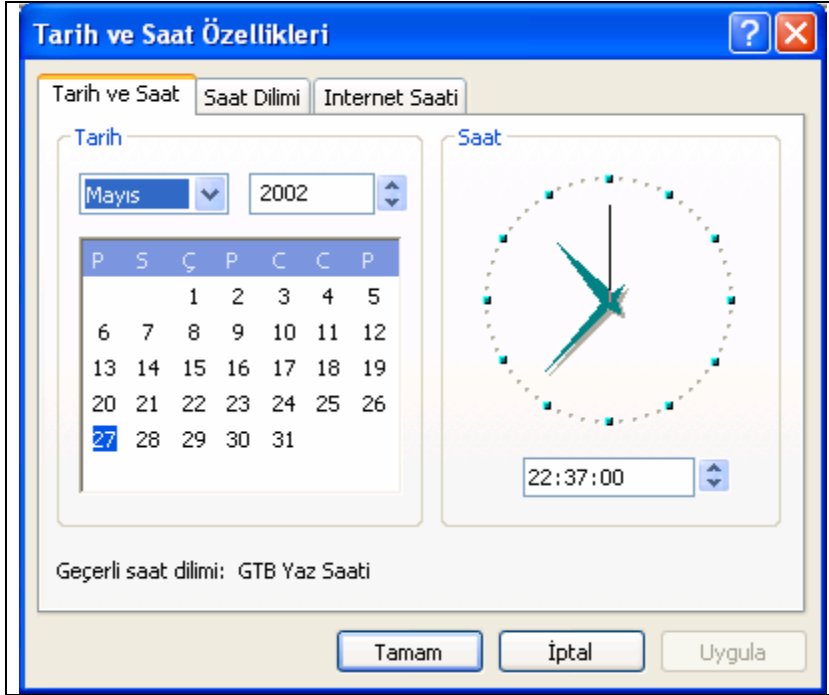 Tarih ve Saat Özellikleri
Tarih ve Saat Saat Dilimi Internet Saati
Tarih
Mayıs 2002
P S Ç P C C P
1 2 3 4 5
6 7 8 9 10 11 12
13 14 15 16 17 18 19
20 21 22 23 24 25 26
27 28 29 30 31
Saat
22:37:00
Geçerli saat dilimi: GTB Yaz Saati
Tamam İptal Uygula